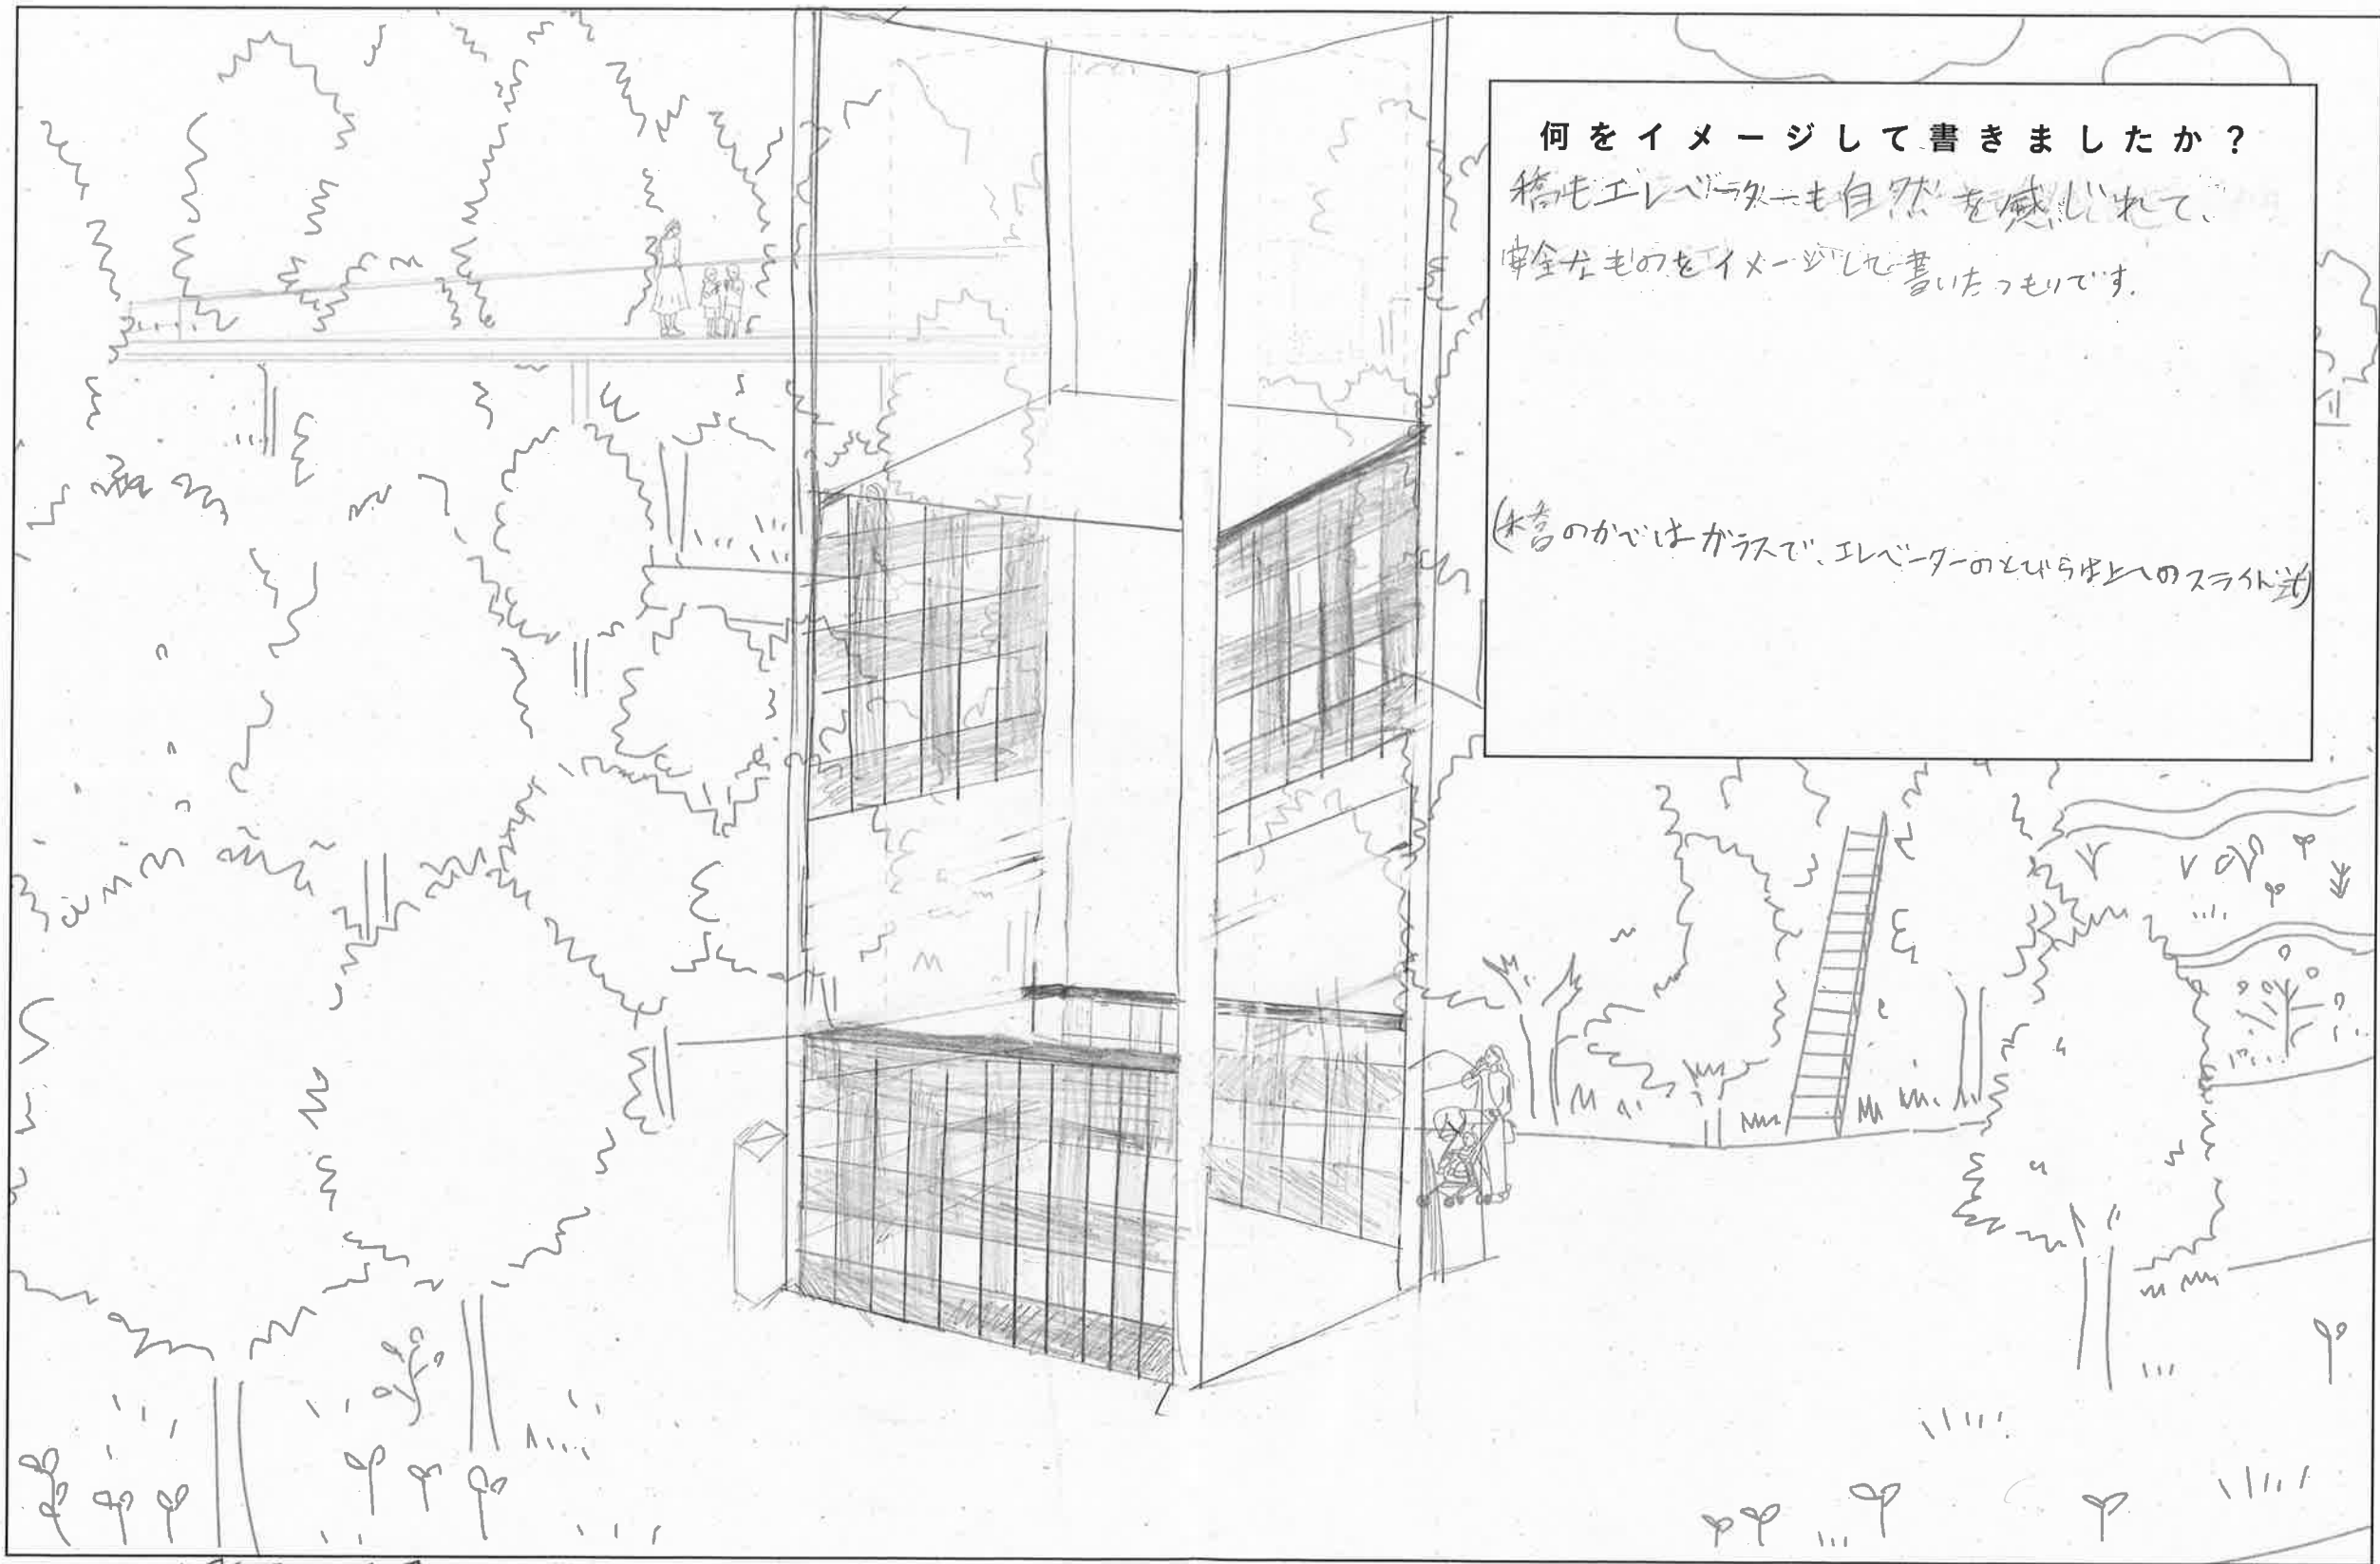 何をイメージして書きましたか？
橋もエレベーターも自然を感じれて、
安全なものをイメージして書いたつもりです。
(橋のかべはガラスで、エレベーターのとびらは上へのスライド式)